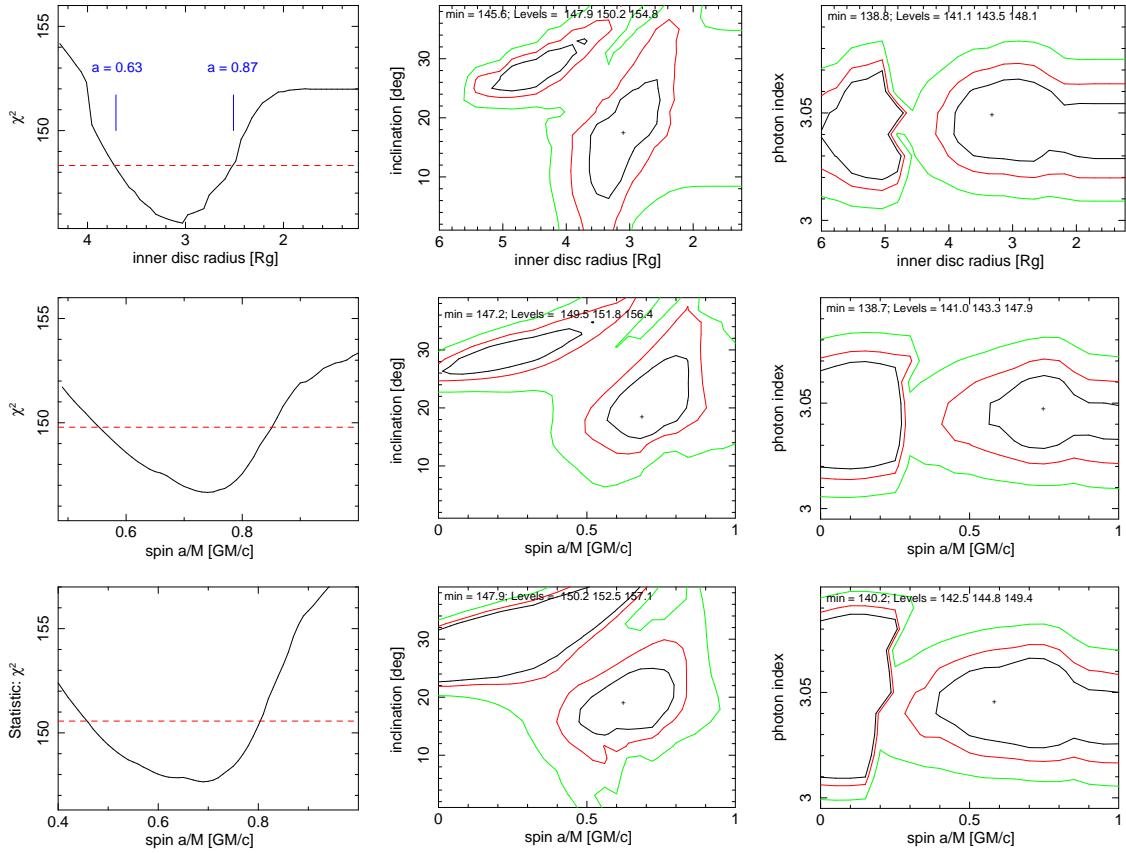 155
150
χ²
a = 0.63
a = 0.87
4
3
2
inner disc radius [Rg]
min = 145.6; Levels = 147.9 150.2 154.8
30
20
10
inclination [deg]
6
5
4
3
2
inner disc radius [Rg]
min = 138.8; Levels = 141.1 143.5 148.1
3.05
3
photon index
6
5
4
3
2
inner disc radius [Rg]
155
150
χ²
0.6
0.8
spin a/M [GM/c]
min = 147.2; Levels = 149.5 151.8 156.4
30
20
10
inclination [deg]
0
0.5
1
spin a/M [GM/c]
min = 138.7; Levels = 141.0 143.3 147.9
3.05
3
photon index
0
0.5
1
spin a/M [GM/c]
155
150
Statistic: χ²
0.4
0.6
0.8
spin a/M [GM/c]
min = 147.9; Levels = 150.2 152.5 157.1
30
20
10
inclination [deg]
0
0.5
1
spin a/M [GM/c]
min = 140.2; Levels = 142.5 144.8 149.4
3.05
3
photon index
0
0.5
1
spin a/M [GM/c]